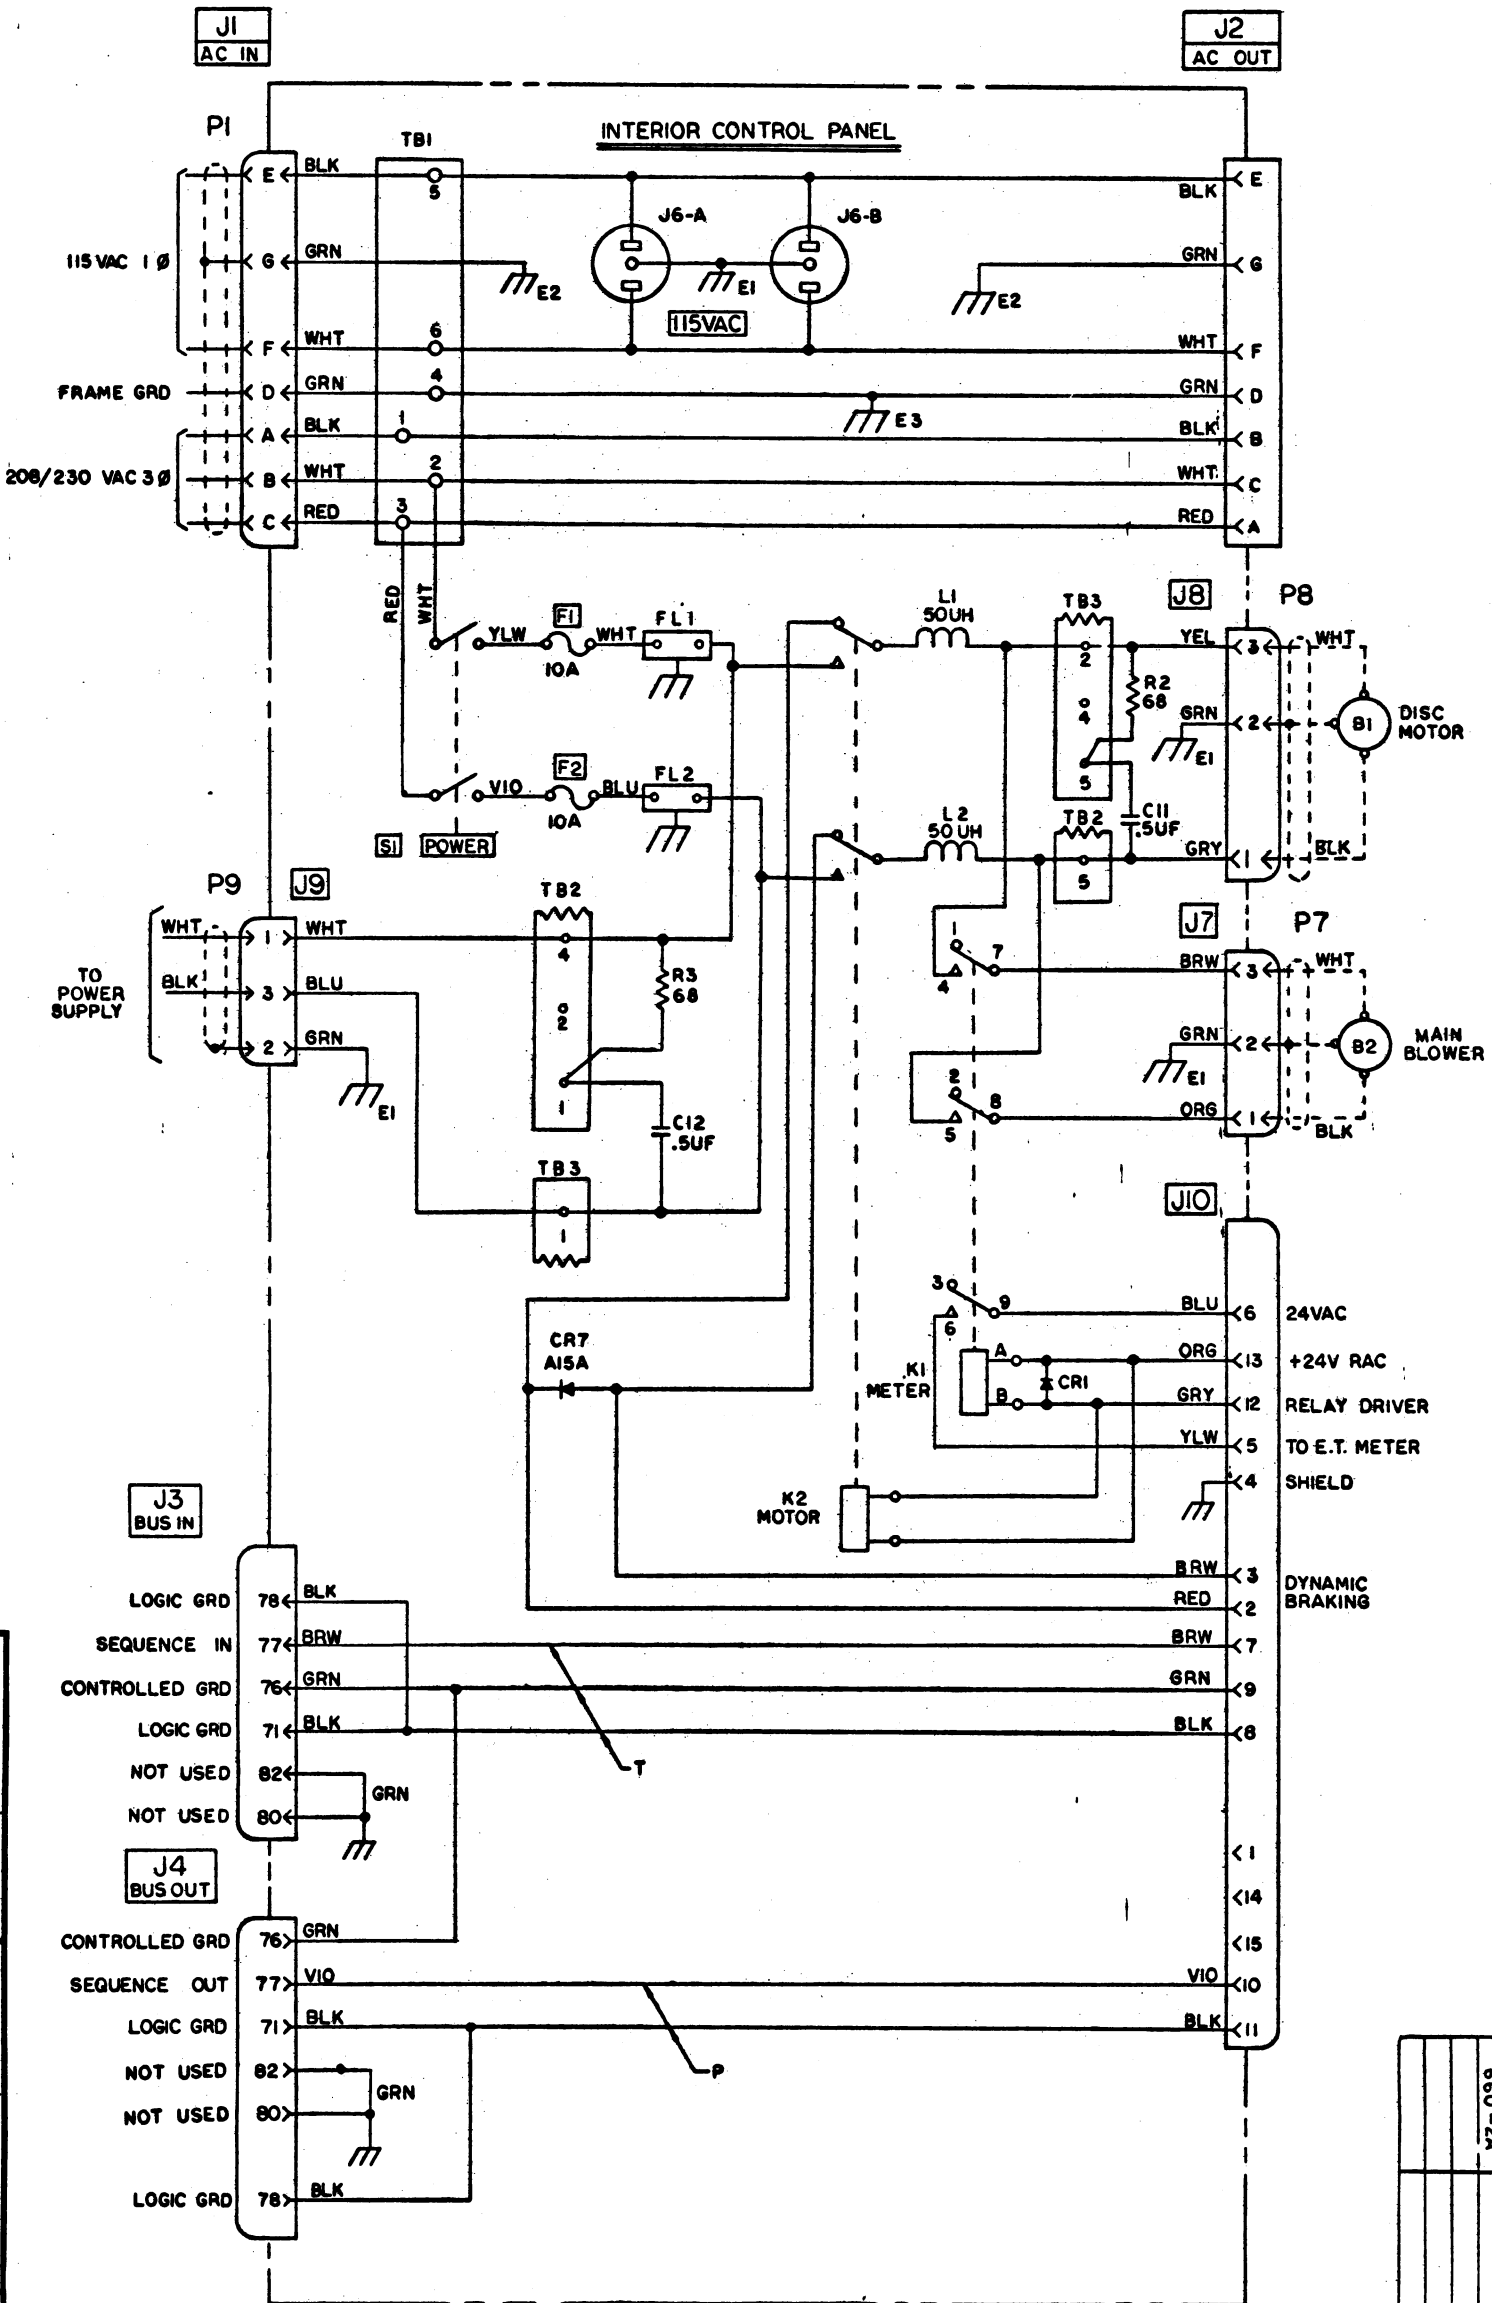 J1
AC IN
J2
AC OUT
P1
TB1
INTERIOR CONTROL PANEL
E BLK
5
BLK E
J6-A
J6-B
115 VAC 1 Ø
G GRN
E2
E1
GRN G
E2
115VAC
F WHT
6
WHT F
FRAME GRD
D GRN
4
GRN D
A BLK
1
E3
BLK B
208/230 VAC 3 Ø
B WHT
2
WHT C
C RED
3
RED A
RED
WHT
YLW
F1
10A
WHT
FL1
L1
50UH
TB3
J8
P8
YEL
3
WHT
2
4
5
R2
68
GRN
2
E1
B1
DISC
MOTOR
VIO
F2
10A
BLU
FL2
S1
POWER
L2
50UH
TB2
5
C11
.5UF
GRY
1
BLK
P9
J9
TB2
J7
P7
WHT
1
WHT
4
7
4
BRW
3
WHT
TO
POWER
SUPPLY
BLK
3
BLU
2
R3
68
2
GRN
E1
1
GRN
2
E1
B2
MAIN
BLOWER
2
8
5
ORG
1
BLK
C12
.5UF
TB3
1
J10
3
9
6
BLU
6
24VAC
CR7
A15A
K1
METER
A
B
CR1
ORG
13
+24V RAC
GRY
12
RELAY DRIVER
YLW
5
TO E.T. METER
4
SHIELD
K2
MOTOR
J3
BUS IN
BRW
3
RED
2
DYNAMIC
BRAKING
LOGIC GRD 78 BLK
SEQUENCE IN 77 BRW
BRW 7
CONTROLLED GRD 76 GRN
GRN 9
LOGIC GRD 71 BLK
BLK 8
T
NOT USED 82
GRN
NOT USED 80
1
J4
BUS OUT
14
CONTROLLED GRD 76 GRN
15
SEQUENCE OUT 77 VIO
VIO 10
LOGIC GRD 71 BLK
BLK 11
P
NOT USED 82
GRN
NOT USED 80
LOGIC GRD 78 BLK